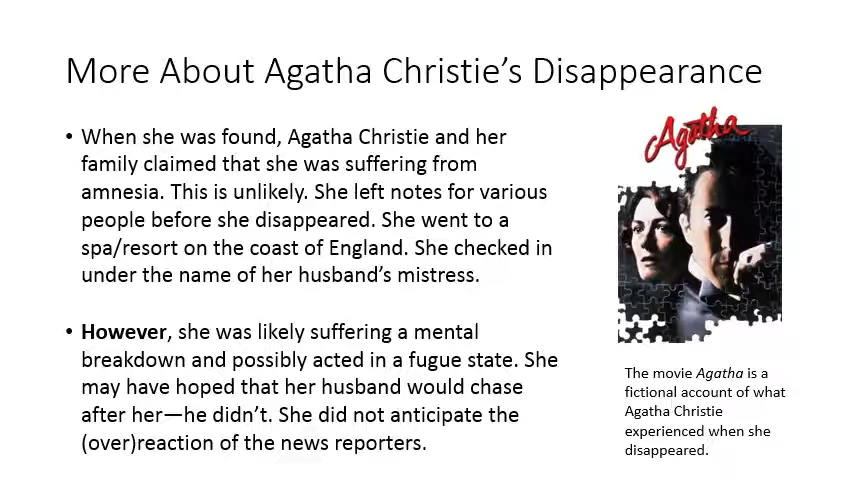 More About Agatha Christie’s Disappearance
• When she was found, Agatha Christie and her
family claimed that she was suffering from
amnesia. This is unlikely. She left notes for various
people before she disappeared. She went to a
spa/resort on the coast of England. She checked in
under the name of her husband’s mistress.
• However, she was likely suffering a mental
breakdown and possibly acted in a fugue state. She
may have hoped that her husband would chase
after her—he didn’t. She did not anticipate the
(over)reaction of the news reporters.
Agatha
The movie Agatha is a
fictional account of what
Agatha Christie
experienced when she
disappeared.